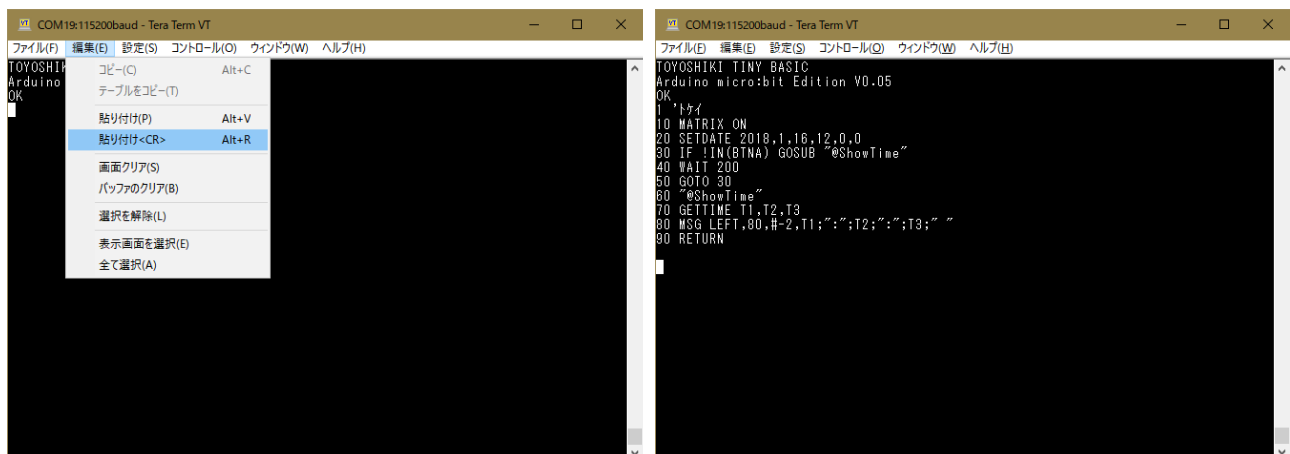 COM19:115200baud - Tera Term VT
ファイル(F) 編集(E) 設定(S) コントロール(O) ウィンドウ(W) ヘルプ(H)
TOYOSHIK
Arduino
OK
コピー(C) Alt+C
テーブルをコピー(T)
貼り付け(P) Alt+V
貼り付け<CR> Alt+R
画面クリア(S)
バッファのクリア(B)
選択を解除(L)
表示画面を選択(E)
全て選択(A)
COM19:115200baud - Tera Term VT
ファイル(F) 編集(E) 設定(S) コントロール(O) ウィンドウ(W) ヘルプ(H)
TOYOSHIKI TINY BASIC
Arduino micro:bit Edition V0.05
OK
1 'トケイ
10 MATRIX ON
20 SETDATE 2018,1,16,12,0,0
30 IF !IN(BTNA) GOSUB "@ShowTime"
40 WAIT 200
50 GOTO 30
60 "@ShowTime"
70 GETTIME T1,T2,T3
80 MSG LEFT,80,#-2,T1;":";T2;":";T3;" "
90 RETURN